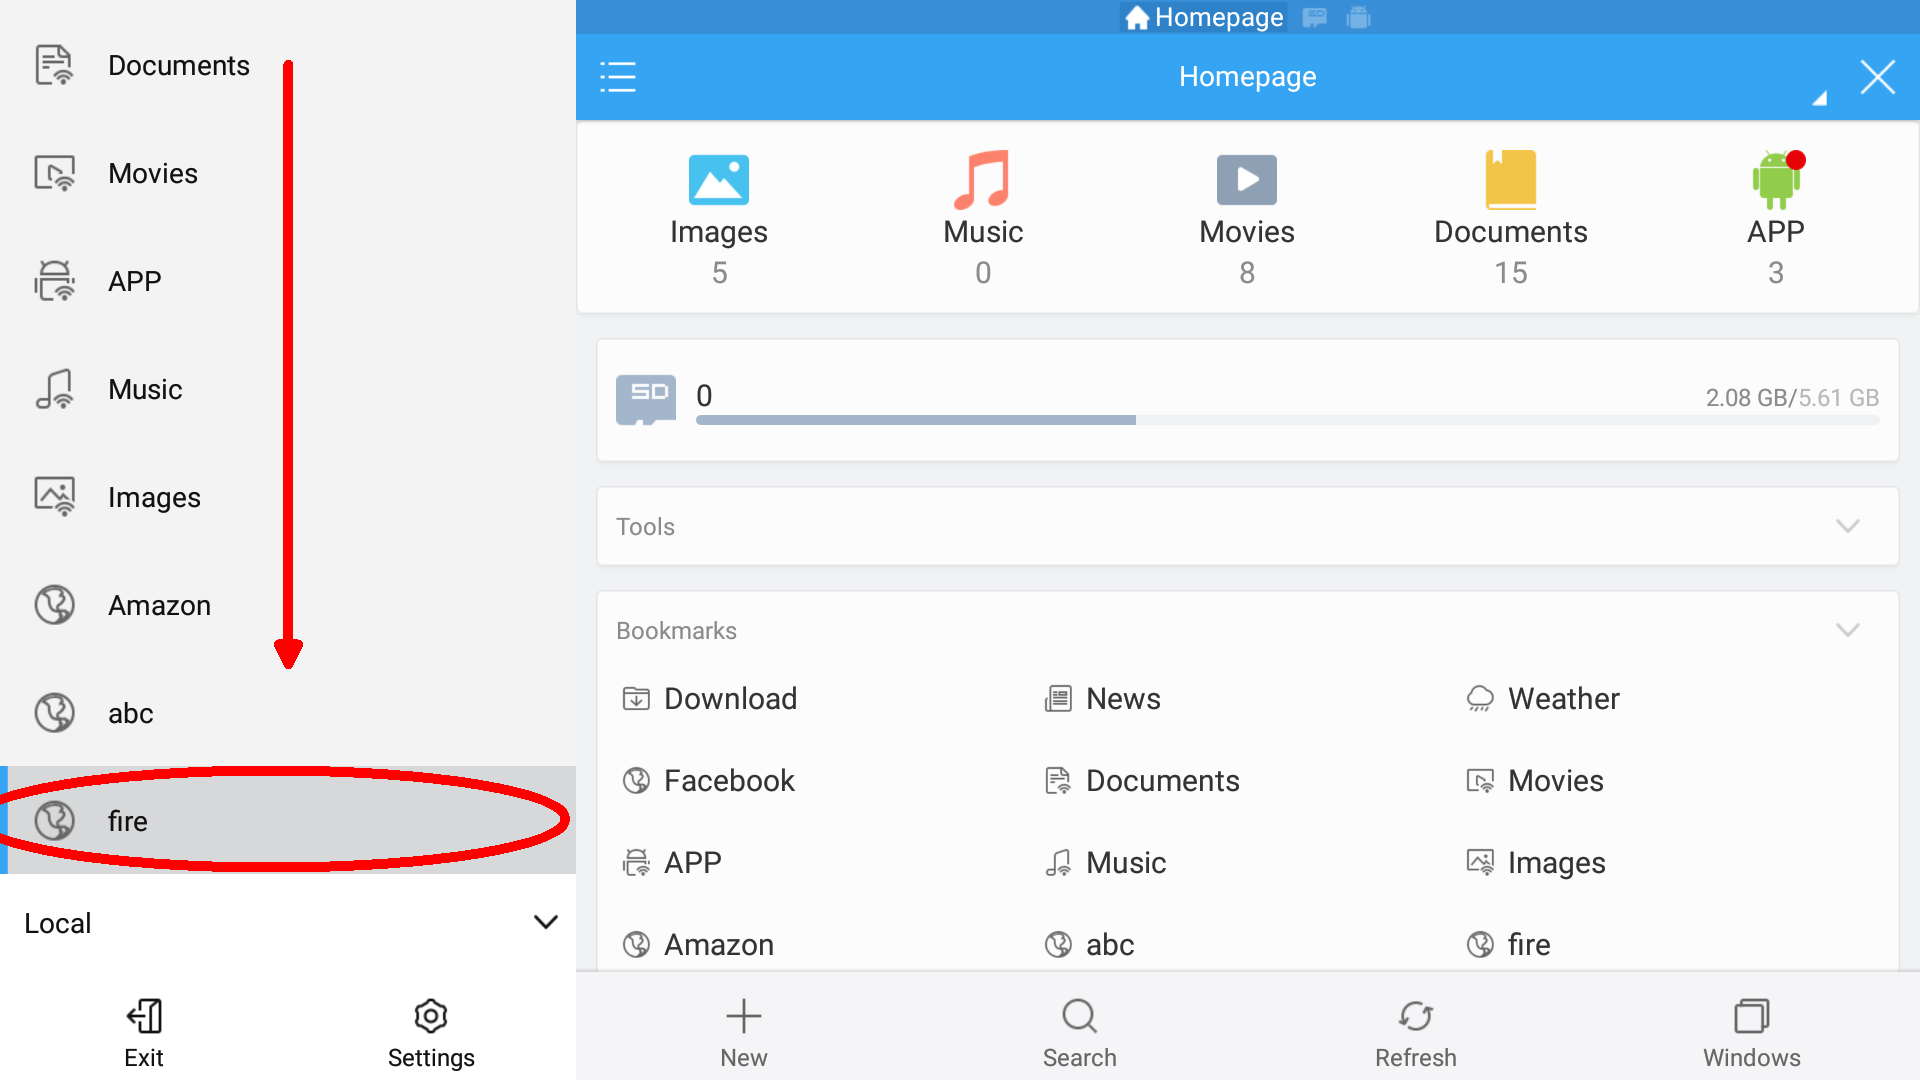 Documents
Movies
APP
Music
Images
Amazon
abc
fire
Local
Exit
Settings
Homepage
Homepage
Images
5
Music
0
Movies
8
Documents
15
APP
3
SD
0
2.08 GB/5.61 GB
Tools
Bookmarks
Download
News
Weather
Facebook
Documents
Movies
APP
Music
Images
Amazon
abc
fire
New
Search
Refresh
Windows